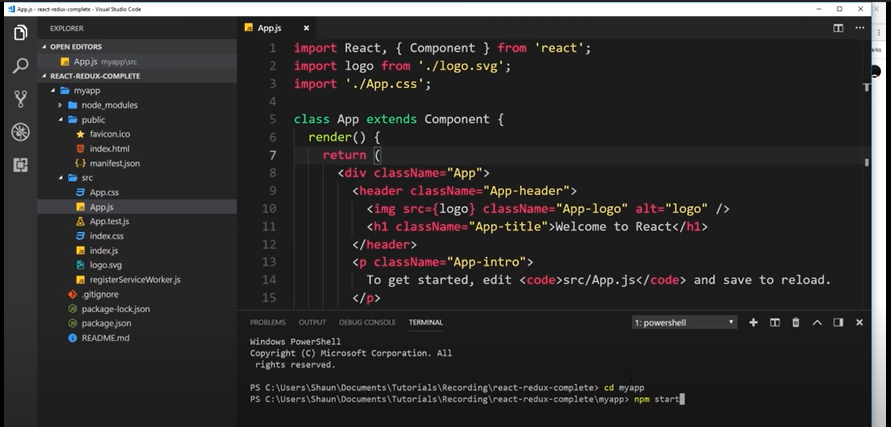 App.js - react-redux-complete - Visual Studio Code
EXPLORER
OPEN EDITORS
App.js myapp\src
REACT-REDUX-COMPLETE
myapp
node_modules
public
favicon.ico
index.html
manifest.json
src
App.css
App.js
App.test.js
index.css
index.js
logo.svg
registerServiceWorker.js
.gitignore
package-lock.json
package.json
README.md
App.js
1 import React, { Component } from 'react';
2 import logo from './logo.svg';
3 import './App.css';
4
5 class App extends Component {
6 render() {
7 return (
8 <div className="App">
9 <header className="App-header">
10 <img src={logo} className="App-logo" alt="logo" />
11 <h1 className="App-title">Welcome to React</h1>
12 </header>
13 <p className="App-intro">
14 To get started, edit <code>src/App.js</code> and save to reload.
15 </p>
PROBLEMS OUTPUT DEBUG CONSOLE TERMINAL 1: powershell
Windows PowerShell
Copyright (C) Microsoft Corporation. All
rights reserved.
PS C:\Users\Shaun\Documents\Tutorials\Recording\react-redux-complete> cd myapp
PS C:\Users\Shaun\Documents\Tutorials\Recording\react-redux-complete\myapp> npm start